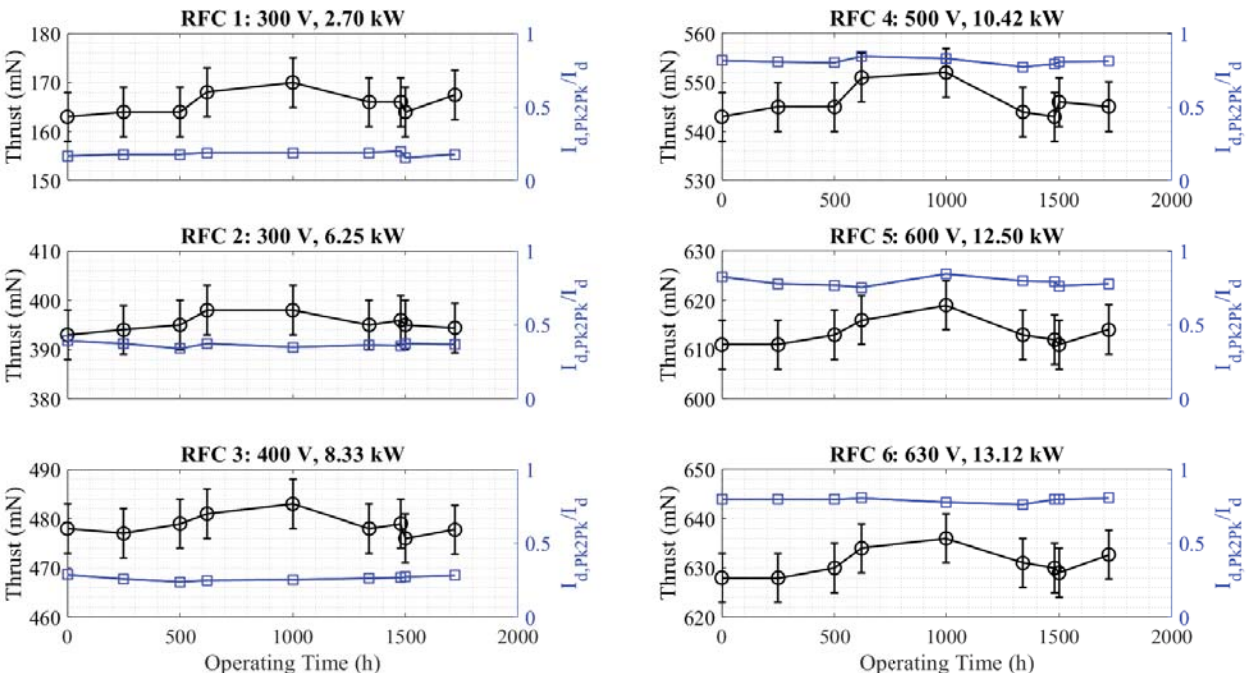 RFC 1: 300 V, 2.70 kW
Thrust (mN)
180
170
160
150
1
0.5
0
I_d,Pk2Pk/I_d
RFC 2: 300 V, 6.25 kW
Thrust (mN)
410
400
390
380
1
0.5
0
I_d,Pk2Pk/I_d
RFC 3: 400 V, 8.33 kW
Thrust (mN)
490
480
470
460
1
0.5
0
I_d,Pk2Pk/I_d
0 500 1000 1500 2000
Operating Time (h)
RFC 4: 500 V, 10.42 kW
Thrust (mN)
560
550
540
530
1
0.5
0
I_d,Pk2Pk/I_d
0 500 1000 1500 2000
RFC 5: 600 V, 12.50 kW
Thrust (mN)
630
620
610
600
1
0.5
0
I_d,Pk2Pk/I_d
RFC 6: 630 V, 13.12 kW
Thrust (mN)
650
640
630
620
1
0.5
0
I_d,Pk2Pk/I_d
0 500 1000 1500 2000
Operating Time (h)